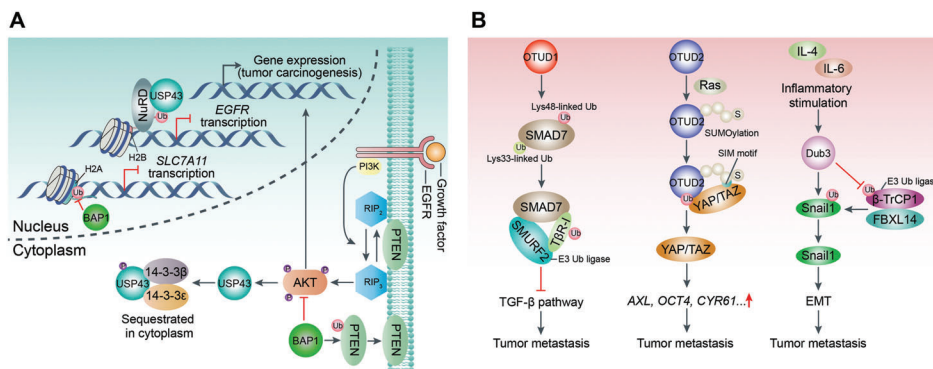 A
Gene expression
(tumor carcinogenesis)
NuRD
USP43
Ub
EGFR
transcription
H2B
H2A
SLC7A11
transcription
Ub
BAP1
Nucleus
Cytoplasm
PI3K
Growth factor
EGFR
RIP2
PTEN
RIP3
P
P
P
AKT
P
USP43
14-3-3β
14-3-3ε
USP43
Sequestrated
in cytoplasm
BAP1
Ub
PTEN
PTEN
B
OTUD1
Lys48-linked Ub
Ub
SMAD7
Ub
Lys33-linked Ub
SMAD7
SMURF2
TβR-I
Ub
E3 Ub ligase
TGF-β pathway
Tumor metastasis
OTUD2
Ras
OTUD2
S
SUMOylation
SIM motif
OTUD2
S
Ub
YAP/TAZ
YAP/TAZ
AXL, OCT4, CYR61...
Tumor metastasis
IL-4
IL-6
Inflammatory
stimulation
Dub3
Ub
Snail1
Ub
E3 Ub ligase
β-TrCP1
FBXL14
Snail1
EMT
Tumor metastasis